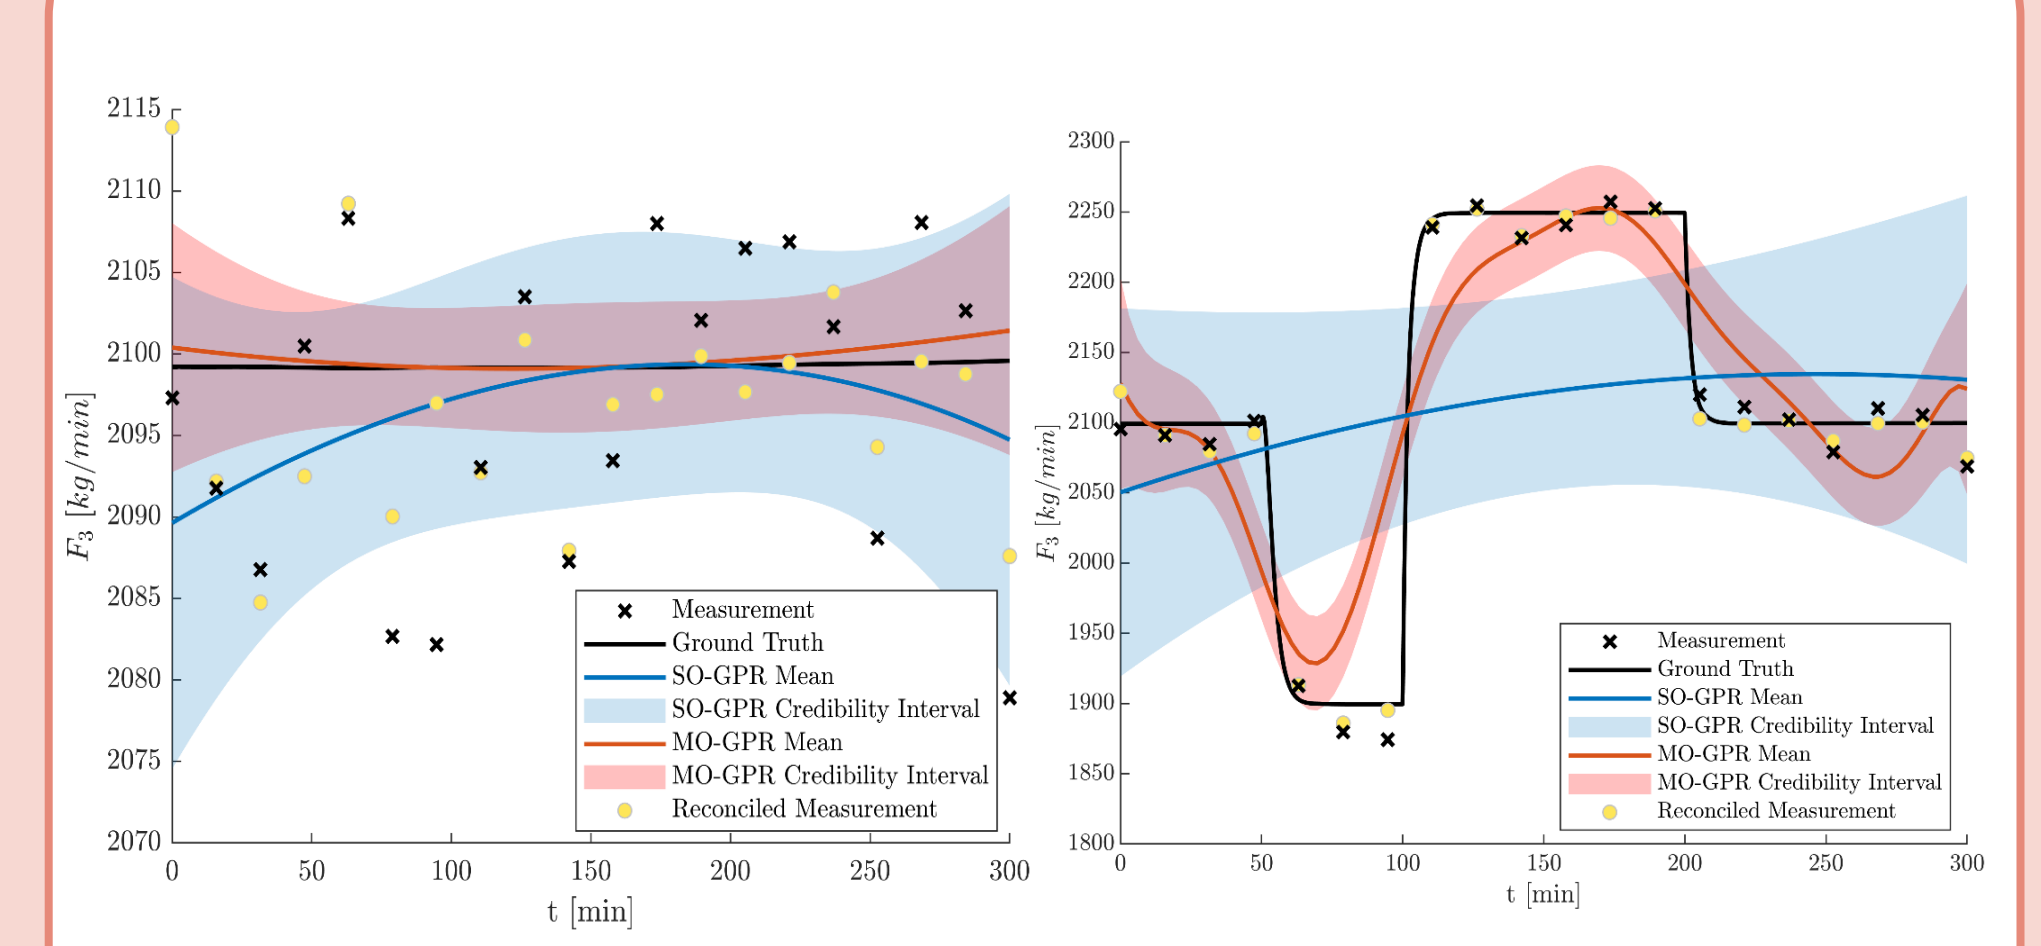 2115
2110
2105
2100
2095
2090
2085
2080
2075
2070
F3 [kg/min]
0 50 100 150 200 250 300
t [min]
Measurement
Ground Truth
SO-GPR Mean
SO-GPR Credibility Interval
MO-GPR Mean
MO-GPR Credibility Interval
Reconciled Measurement
2300
2250
2200
2150
2100
2050
2000
1950
1900
1850
1800
F3 [kg/min]
0 50 100 150 200 250 300
t [min]
Measurement
Ground Truth
SO-GPR Mean
SO-GPR Credibility Interval
MO-GPR Mean
MO-GPR Credibility Interval
Reconciled Measurement